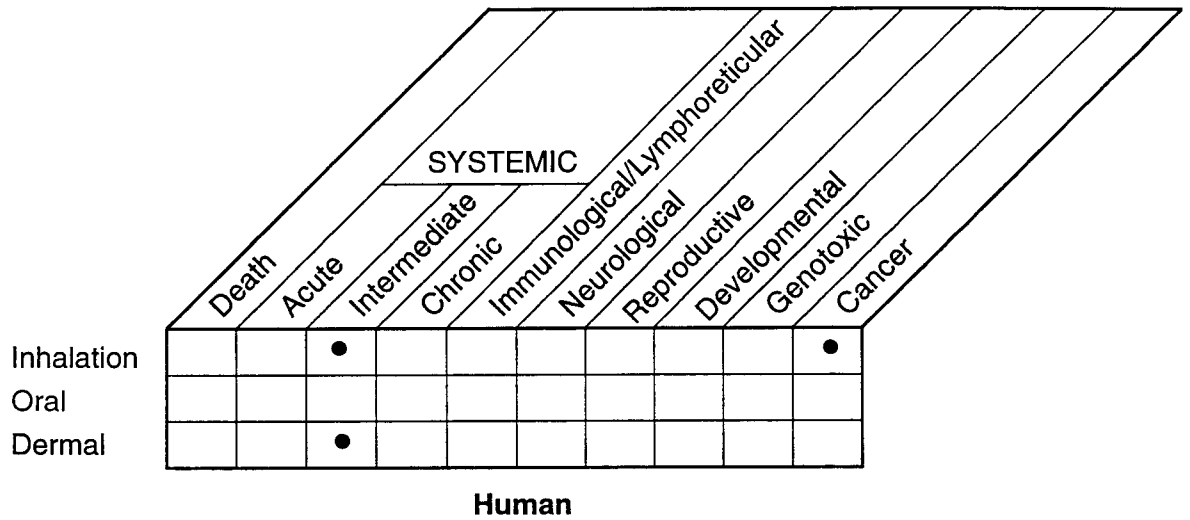 SYSTEMIC
Death
Acute
Intermediate
Chronic
Immunological/Lymphoreticular
Neurological
Reproductive
Developmental
Genotoxic
Cancer
Inhalation
Oral
Dermal
Human